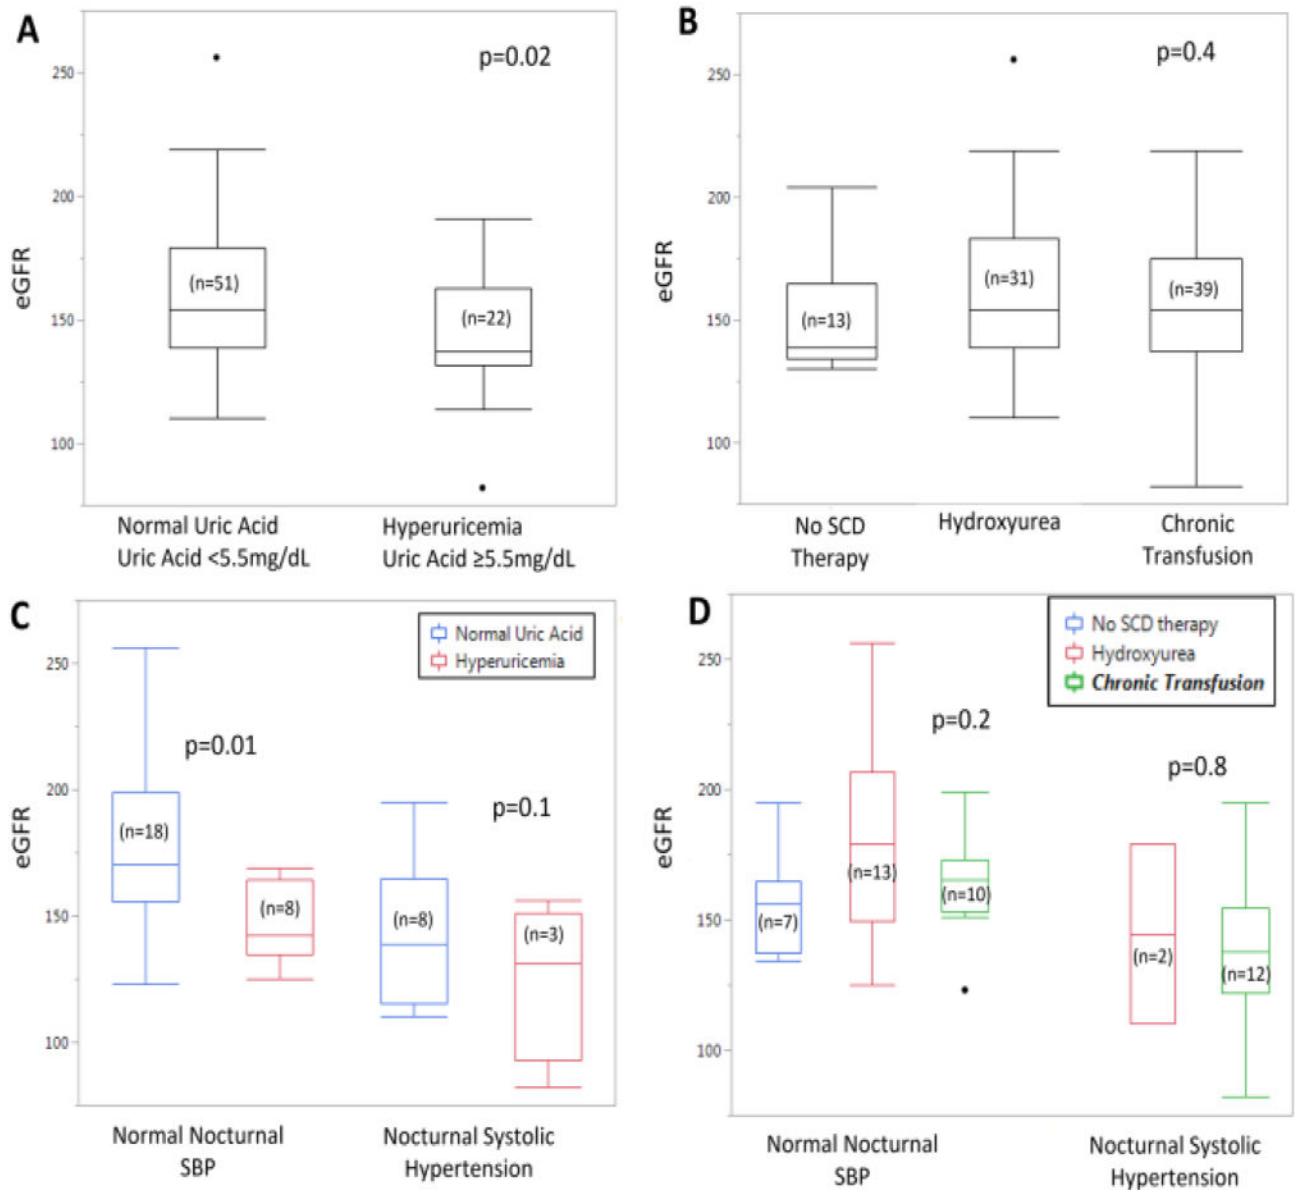 A
p=0.02
250
200
150
100
eGFR
(n=51)
(n=22)
Normal Uric Acid
Uric Acid <5.5mg/dL
Hyperuricemia
Uric Acid ≥5.5mg/dL
B
p=0.4
250
200
150
100
eGFR
(n=13)
(n=31)
(n=39)
No SCD
Therapy
Hydroxyurea
Chronic
Transfusion
C
Normal Uric Acid
Hyperuricemia
250
200
150
100
eGFR
p=0.01
p=0.1
(n=18)
(n=8)
(n=8)
(n=3)
Normal Nocturnal
SBP
Nocturnal Systolic
Hypertension
D
No SCD therapy
Hydroxyurea
Chronic Transfusion
250
200
150
100
eGFR
p=0.2
p=0.8
(n=7)
(n=13)
(n=10)
(n=2)
(n=12)
Normal Nocturnal
SBP
Nocturnal Systolic
Hypertension